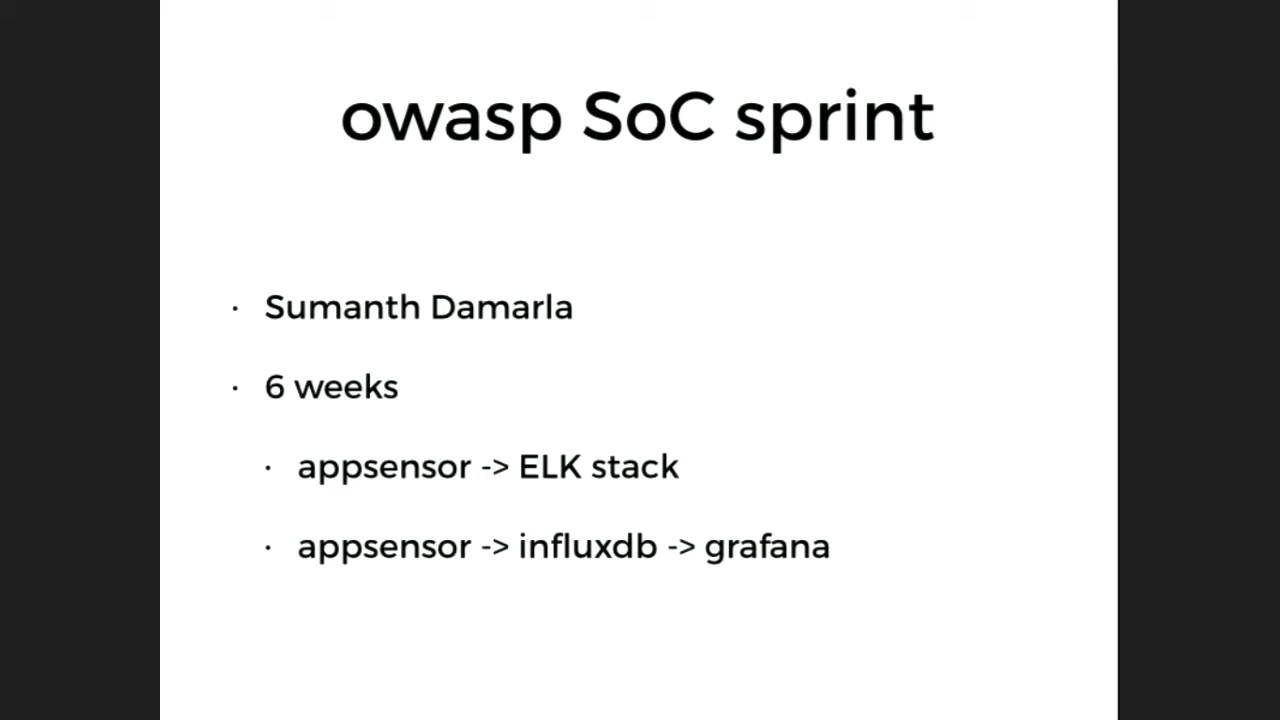 owasp SoC sprint
· Sumanth Damarla
· 6 weeks
· appsensor -> ELK stack
· appsensor -> influxdb -> grafana